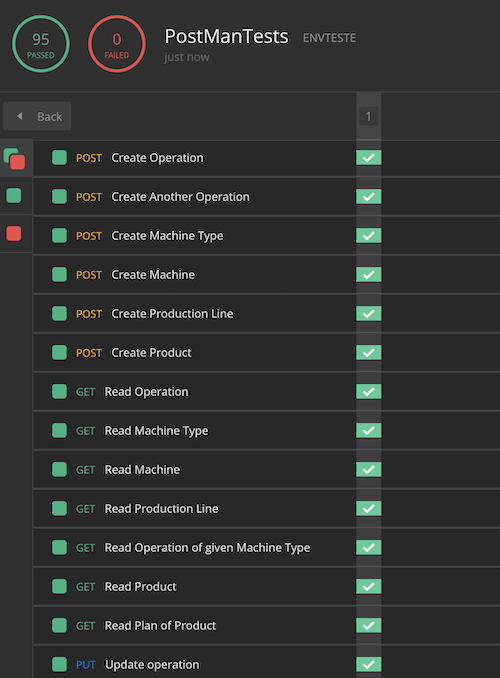 95
PASSED
0
FAILED
PostManTests ENVTESTE
just now
Back
1
POST Create Operation
POST Create Another Operation
POST Create Machine Type
POST Create Machine
POST Create Production Line
POST Create Product
GET Read Operation
GET Read Machine Type
GET Read Machine
GET Read Production Line
GET Read Operation of given Machine Type
GET Read Product
GET Read Plan of Product
PUT Update operation